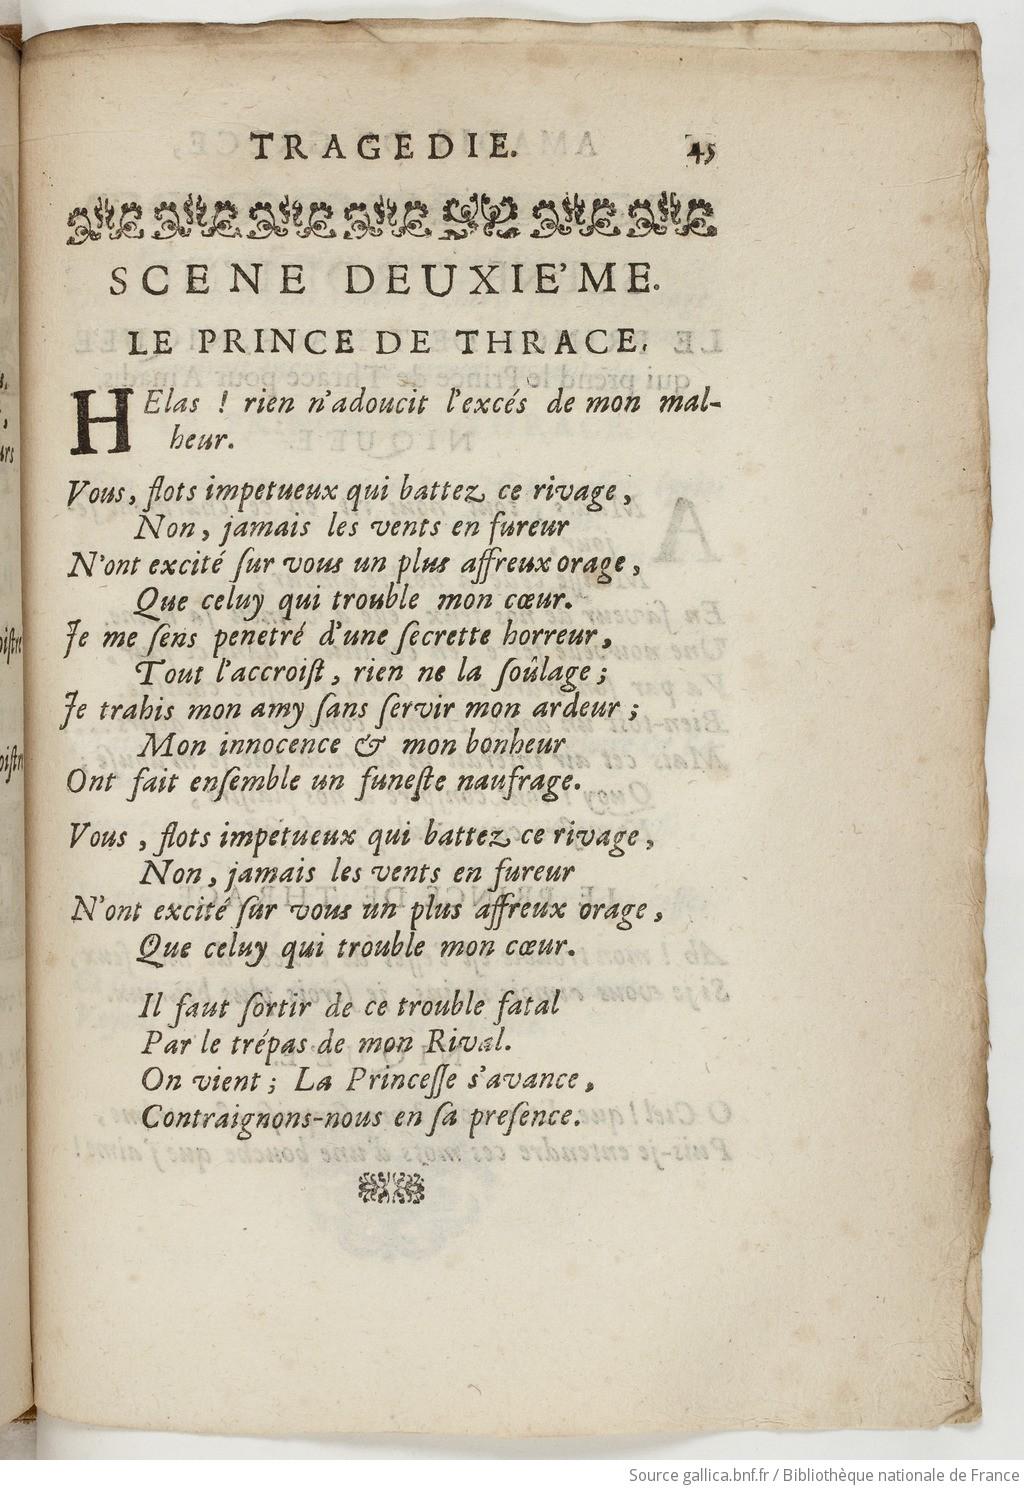 TRAGEDIE. 45
SCENE DEUXIE'ME.
LE PRINCE DE THRACE.
HElas ! rien n'adoucit l'excés de mon mal-
heur.
Vous, flots impetueux qui battez ce rivage,
Non, jamais les vents en fureur
N'ont excité ſur vous un plus affreux orage,
Que celuy qui trouble mon cœur.
Je me ſens penetré d'une ſecrette horreur,
Tout l'accroiſt, rien ne la ſoûlage;
Je trahis mon amy ſans ſervir mon ardeur;
Mon innocence & mon bonheur
Ont fait enſemble un funeſte naufrage.
Vous, flots impetueux qui battez ce rivage,
Non, jamais les vents en fureur
N'ont excité ſur vous un plus affreux orage,
Que celuy qui trouble mon cœur.
Il faut ſortir de ce trouble fatal
Par le trépas de mon Rival.
On vient; La Princeſſe s'avance,
Contraignons-nous en ſa preſence.
Source gallica.bnf.fr / Bibliothèque nationale de France